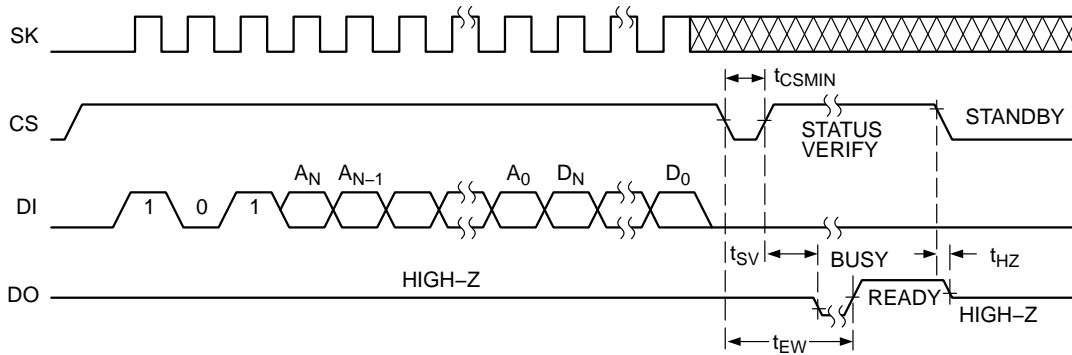 SK
tCSMIN
CS
STATUS
VERIFY
STANDBY
AN AN–1 A0 DN D0
DI
1 0 1
tSV
BUSY
tHZ
DO
HIGH–Z
READY
HIGH–Z
tEW